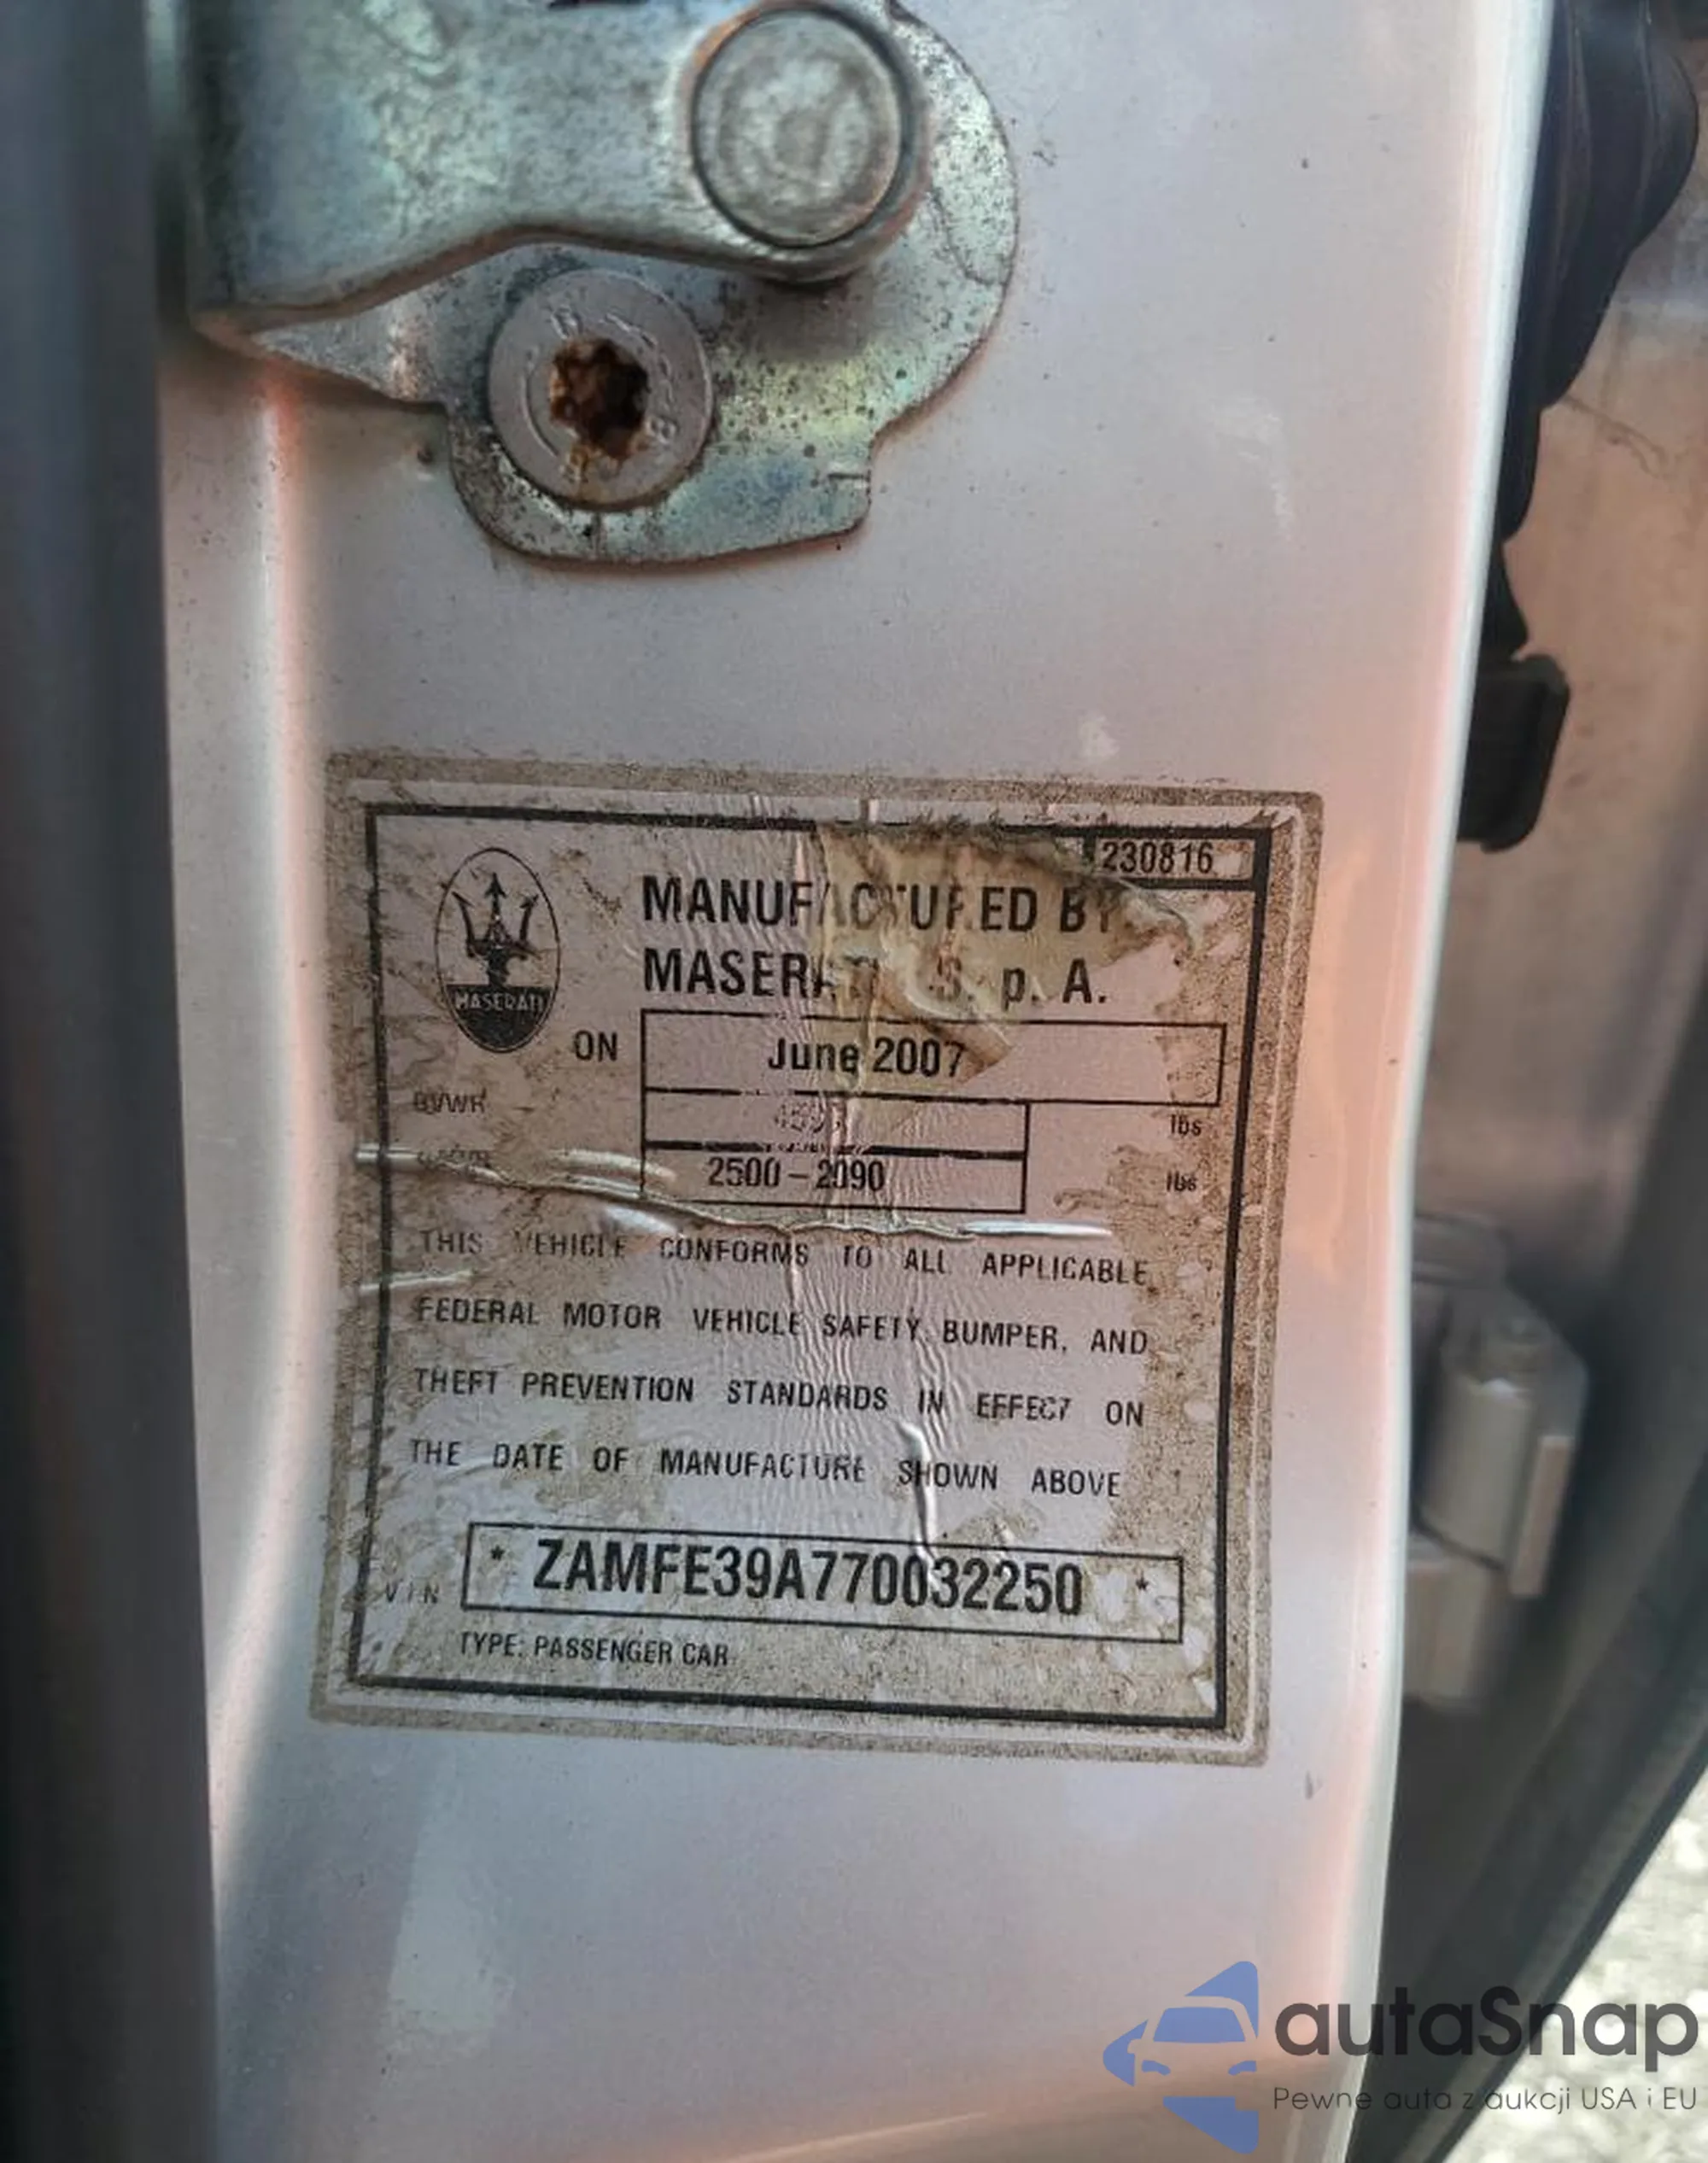 230816
MANUFACTURED BY
MASERATI S. p. A.
MASERATI
ON June 2007
GVWR lbs
2500 - 2090 lbs
THIS VEHICLE CONFORMS TO ALL APPLICABLE
FEDERAL MOTOR VEHICLE SAFETY, BUMPER, AND
THEFT PREVENTION STANDARDS IN EFFECT ON
THE DATE OF MANUFACTURE SHOWN ABOVE
VIN * ZAMFE39A770032250 *
TYPE: PASSENGER CAR
autaSnap
Pewne auta z aukcji USA i EU